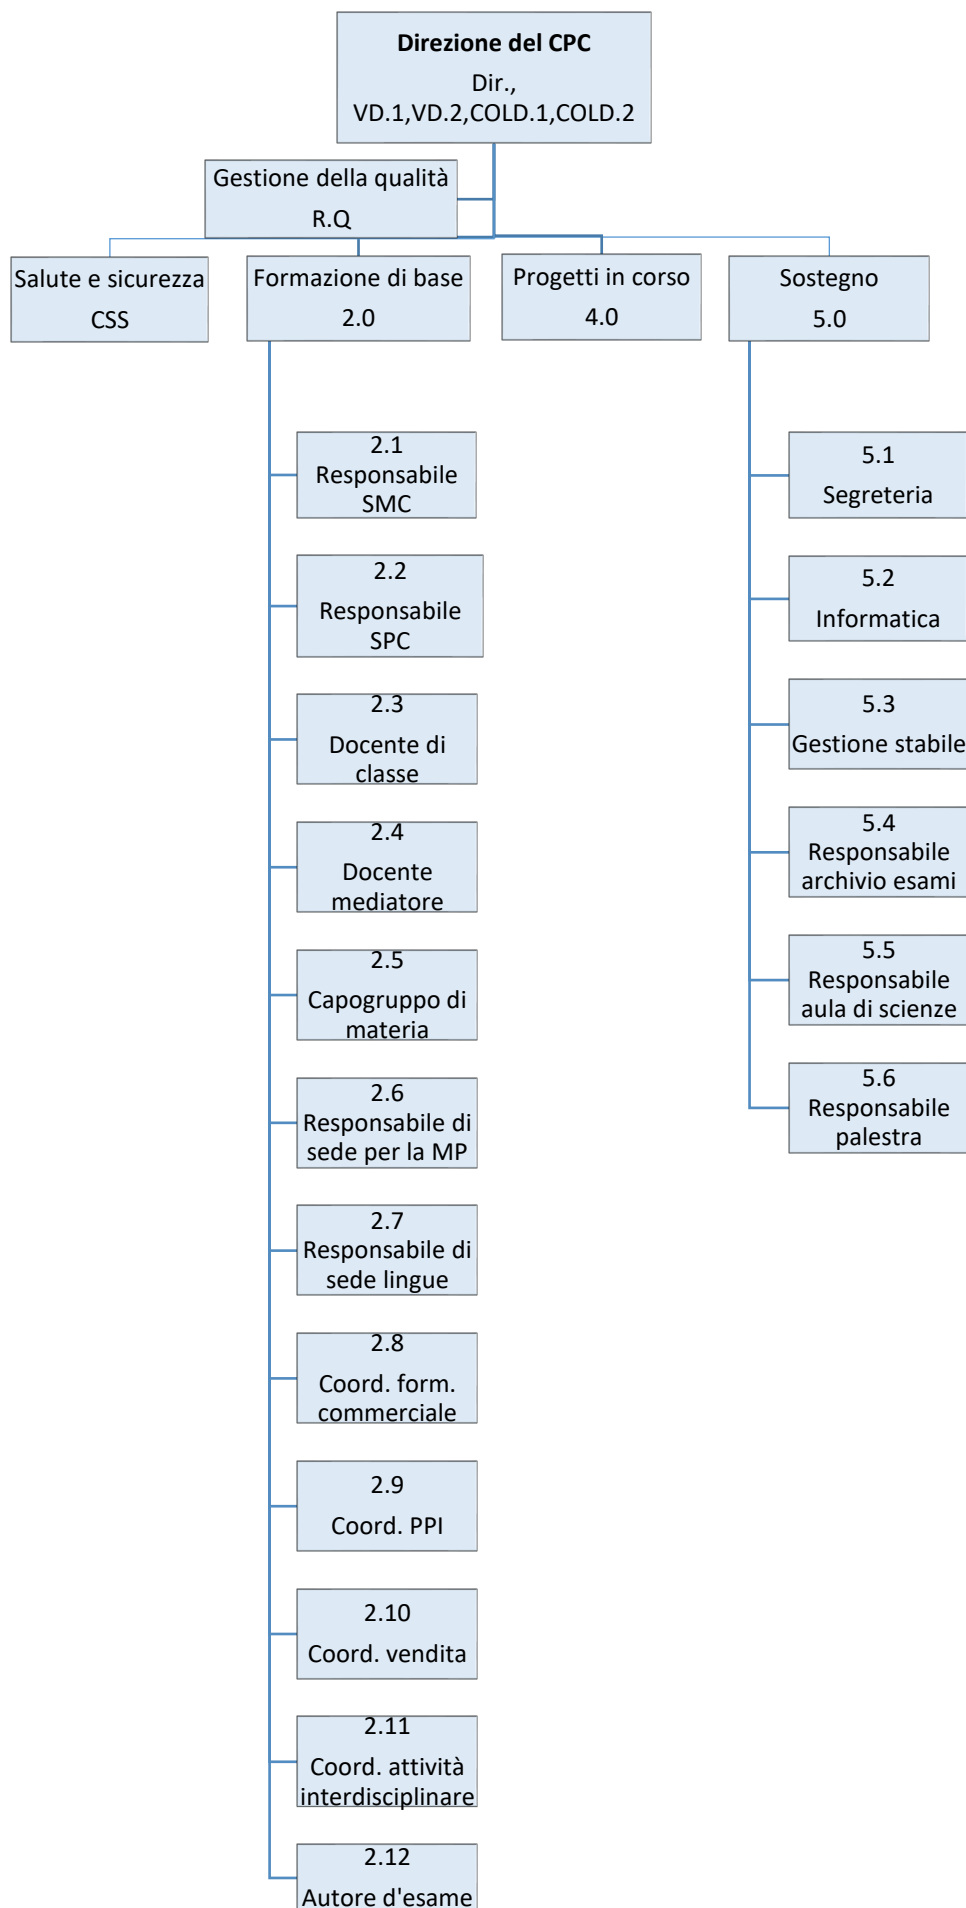 Direzione del CPC
Dir.,
VD.1,VD.2,COLD.1,COLD.2
Gestione della qualità
R.Q
Salute e sicurezza
CSS
Formazione di base
2.0
Progetti in corso
4.0
Sostegno
5.0
2.1
Responsabile
SMC
2.2
Responsabile
SPC
2.3
Docente di
classe
2.4
Docente
mediatore
2.5
Capogruppo di
materia
2.6
Responsabile di
sede per la MP
2.7
Responsabile di
sede lingue
2.8
Coord. form.
commerciale
2.9
Coord. PPI
2.10
Coord. vendita
2.11
Coord. attività
interdisciplinare
2.12
Autore d'esame
5.1
Segreteria
5.2
Informatica
5.3
Gestione stabile
5.4
Responsabile
archivio esami
5.5
Responsabile
aula di scienze
5.6
Responsabile
palestra